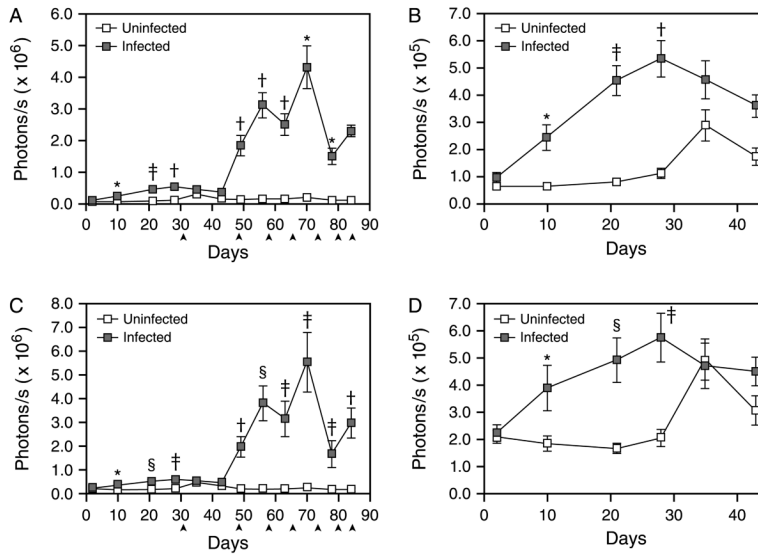 A
Photons/s (x 10⁶)
6.0
5.0
4.0
3.0
2.0
1.0
0.0
Uninfected
Infected
* ‡ † † † † * *
0 10 20 30 40 50 60 70 80 90
Days
B
Photons/s (x 10⁵)
7.0
6.0
5.0
4.0
3.0
2.0
1.0
0.0
Uninfected
Infected
* ‡ †
0 10 20 30 40
Days
C
Photons/s (x 10⁶)
8.0
7.0
6.0
5.0
4.0
3.0
2.0
1.0
0.0
Uninfected
Infected
* § ‡ † § ‡ ‡ ‡ †
0 10 20 30 40 50 60 70 80 90
Days
D
Photons/s (x 10⁵)
7.0
6.0
5.0
4.0
3.0
2.0
1.0
0.0
Uninfected
Infected
* § ‡
0 10 20 30 40
Days